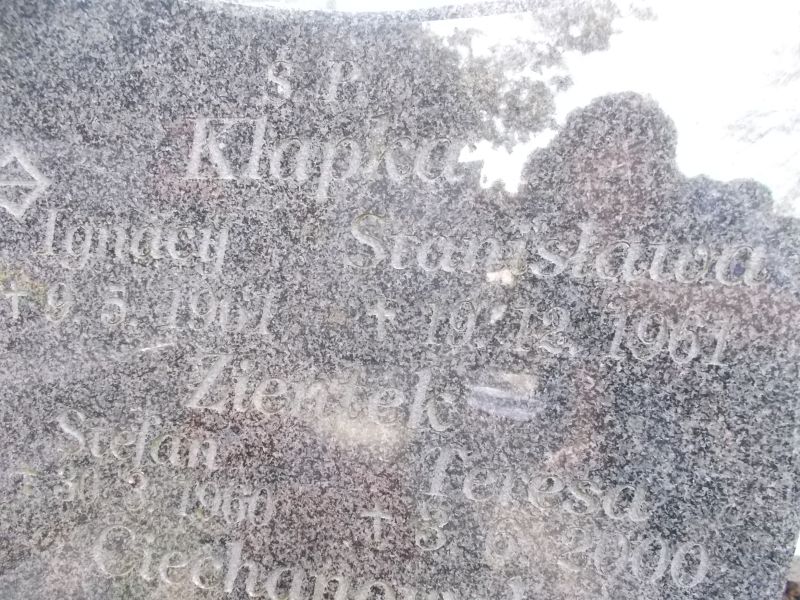 Ś. P.
Klapka
Ignacy Stanisława
† 9. 5. 1961 † 19. 12. 1961
Zientek
Stefan Teresa
† 30. 3. 1960 † 3. 6. 2000